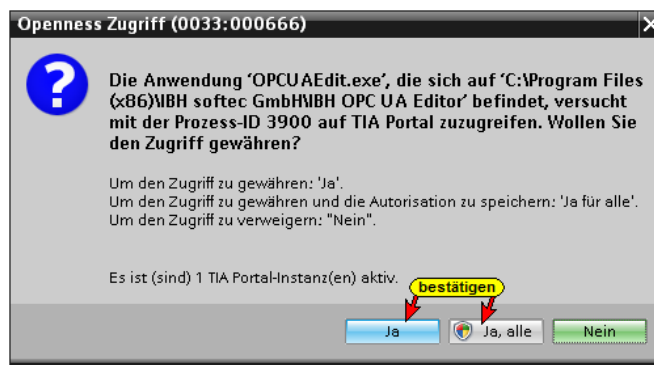 Openness Zugriff (0033:000666)
Die Anwendung 'OPCUAEdit.exe', die sich auf 'C:\Program Files
(x86)\IBH softec GmbH\IBH OPC UA Editor' befindet, versucht
mit der Prozess-ID 3900 auf TIA Portal zuzugreifen. Wollen Sie
den Zugriff gewähren?
Um den Zugriff zu gewähren: 'Ja'.
Um den Zugriff zu gewähren und die Autorisation zu speichern: 'Ja für alle'.
Um den Zugriff zu verweigern: "Nein".
Es ist (sind) 1 TIA Portal-Instanz(en) aktiv.
bestätigen
Ja
Ja, alle
Nein